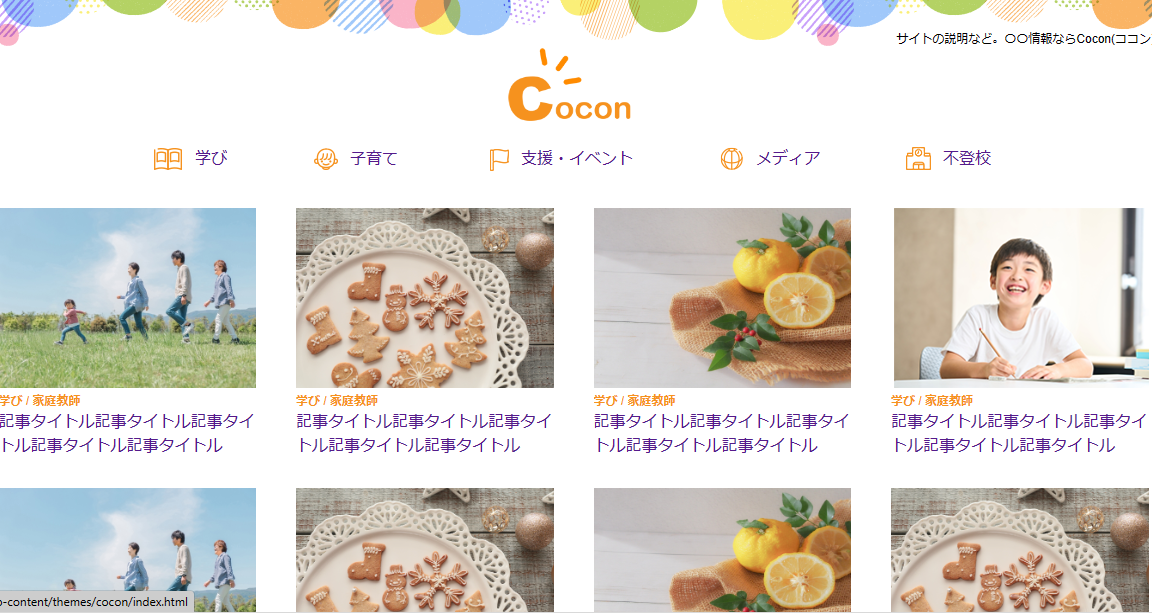 サイトの説明など。〇〇情報ならCocon(ココン
Cocon
学び
子育て
支援・イベント
メディア
不登校
学び / 家庭教師
記事タイトル記事タイトル記事タイ
トル記事タイトル記事タイトル
学び / 家庭教師
記事タイトル記事タイトル記事タイ
トル記事タイトル記事タイトル
学び / 家庭教師
記事タイトル記事タイトル記事タイ
トル記事タイトル記事タイトル
学び / 家庭教師
記事タイトル記事タイトル記事タイ
トル記事タイトル記事タイトル
p-content/themes/cocon/index.html